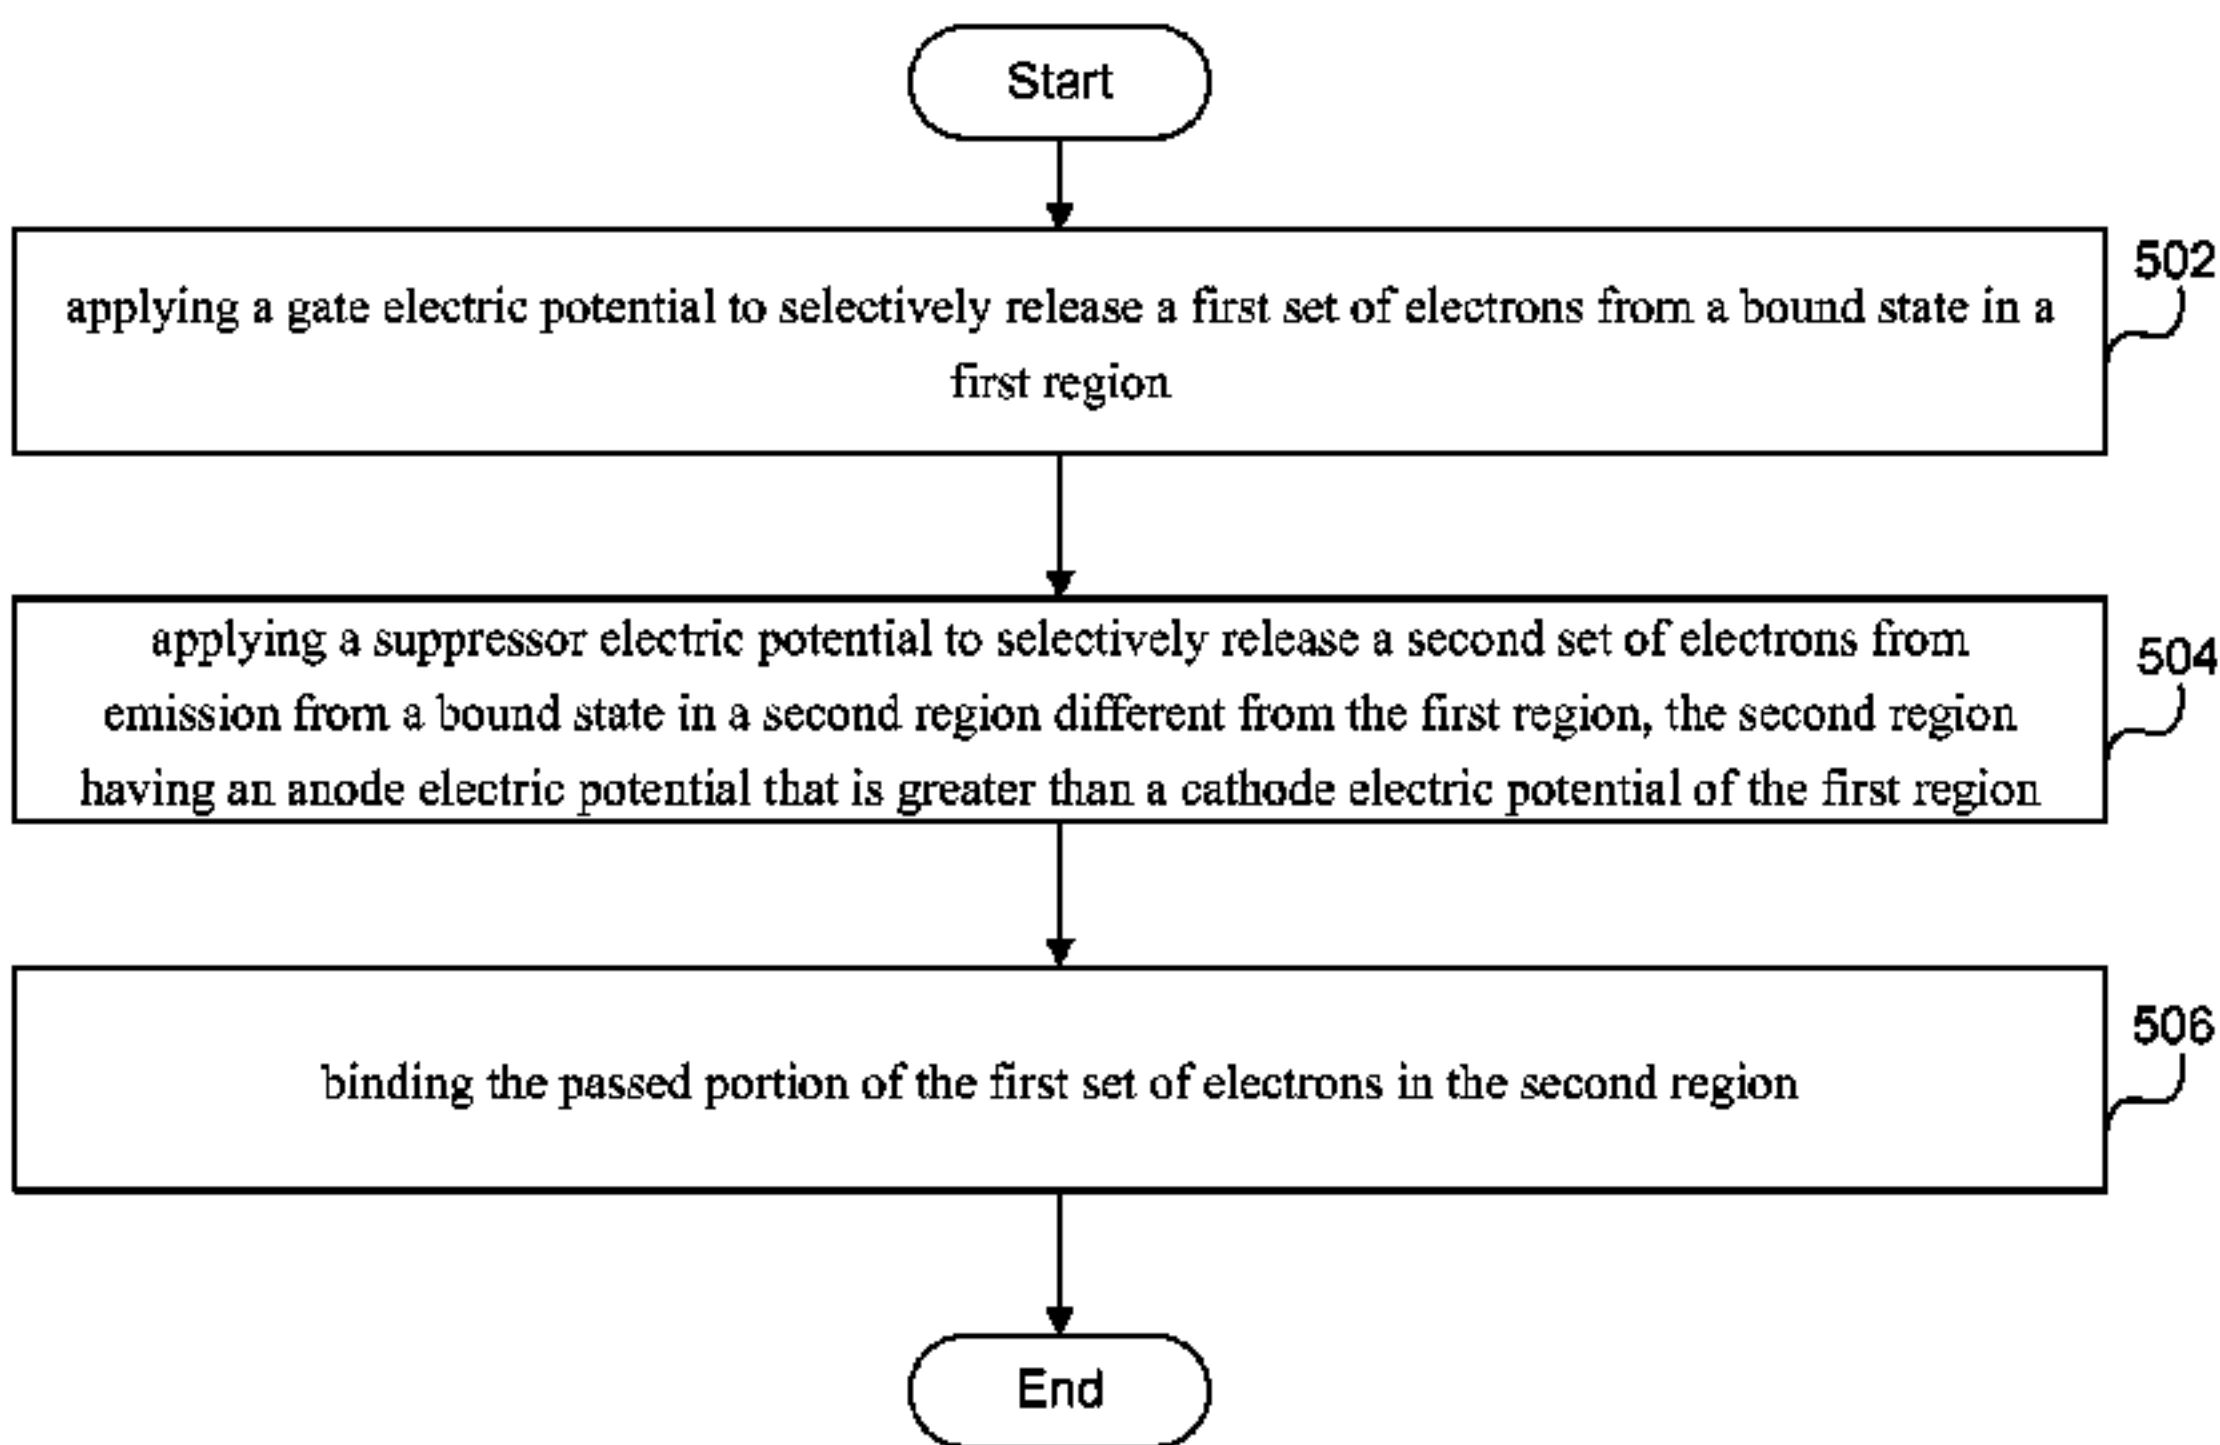 Start
applying a gate electric potential to selectively release a first set of electrons from a bound state in a
first region
502
applying a suppressor electric potential to selectively release a second set of electrons from
emission from a bound state in a second region different from the first region, the second region
having an anode electric potential that is greater than a cathode electric potential of the first region
504
binding the passed portion of the first set of electrons in the second region
506
End